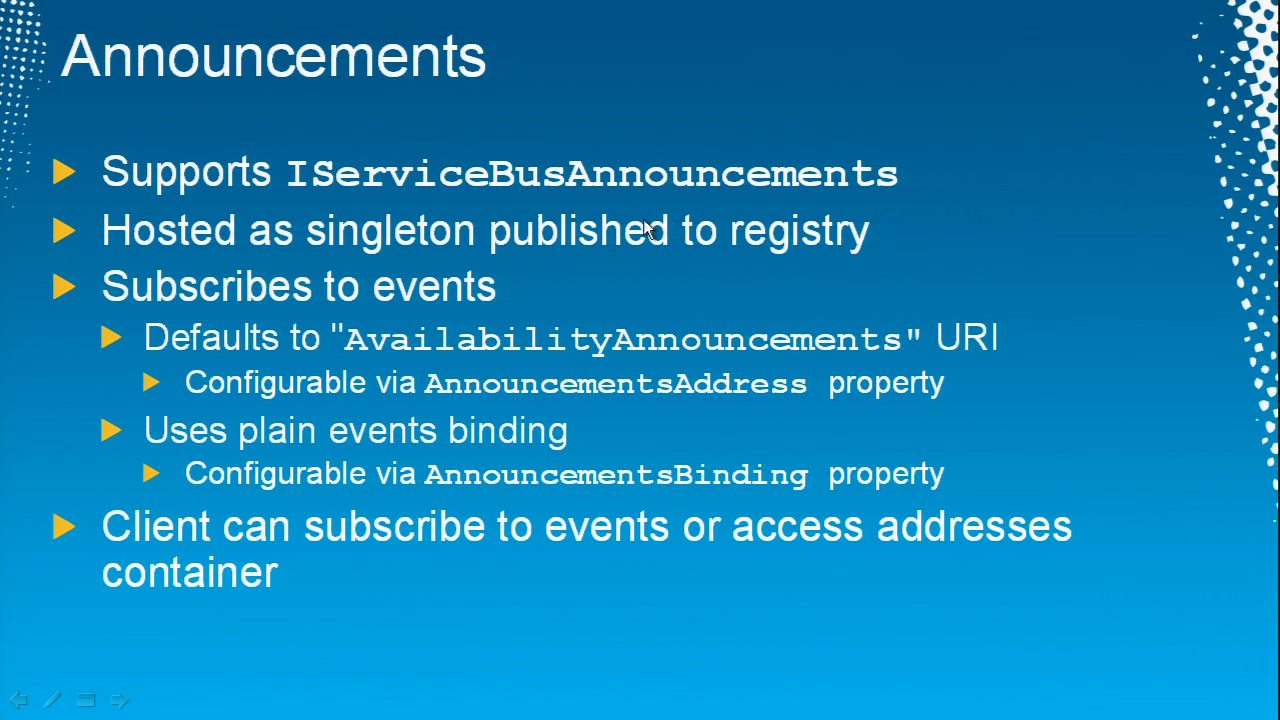 Announcements
Supports IServiceBusAnnouncements
Hosted as singleton published to registry
Subscribes to events
Defaults to "AvailabilityAnnouncements" URI
Configurable via AnnouncementsAddress property
Uses plain events binding
Configurable via AnnouncementsBinding property
Client can subscribe to events or access addresses
container